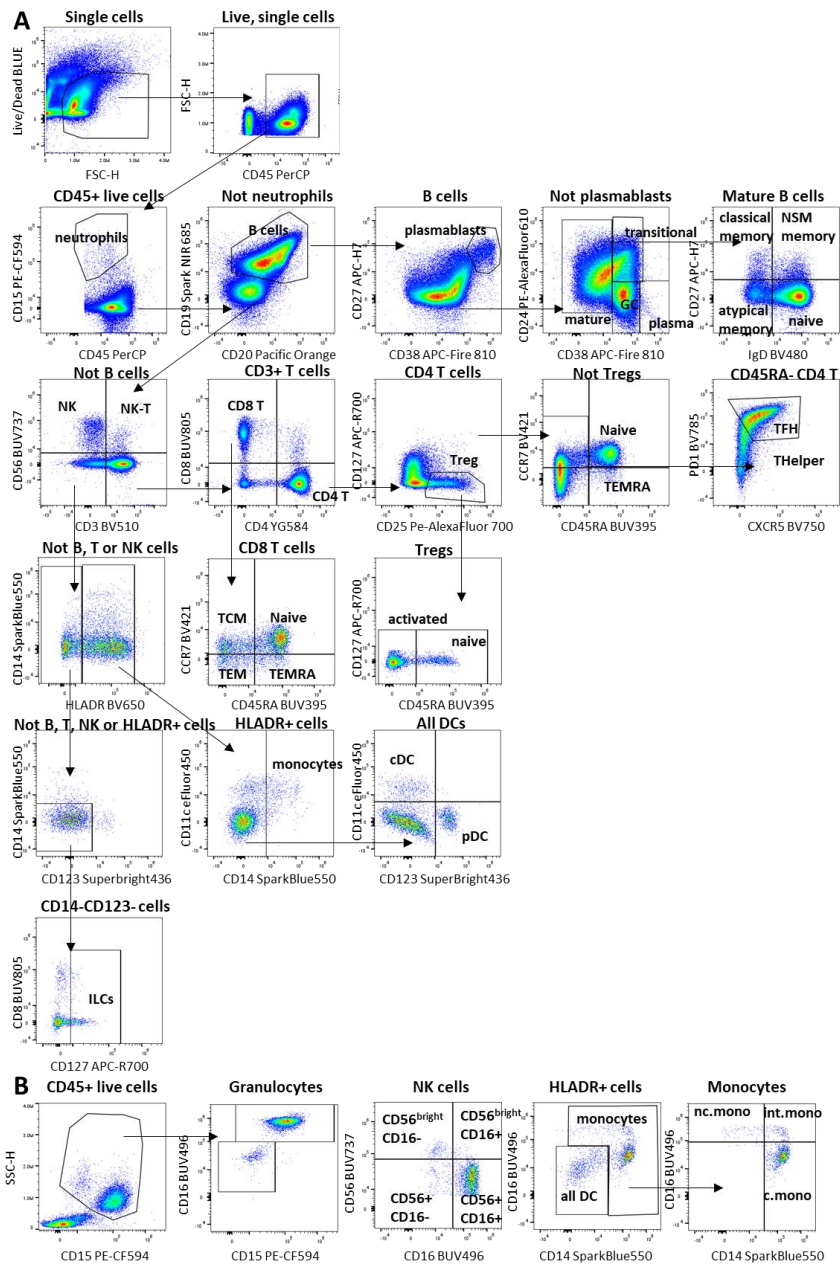 A
Single cells
Live, single cells
Live/Dead BLUE
FSC-H
FSC-H
CD45 PerCP
CD45+ live cells
Not neutrophils
B cells
Not plasmablasts
Mature B cells
CD15 PE-CF594
neutrophils
CD45 PerCP
CD19 Spark NIR 685
B cells
CD20 Pacific Orange
CD27 APC-H7
plasmablasts
CD38 APC-Fire 810
CD24 PE-AlexaFluor610
transitional
GC
mature
plasma
CD38 APC-Fire 810
CD27 APC-H7
classical memory
NSM memory
atypical memory
naive
IgD BV480
Not B cells
CD3+ T cells
CD4 T cells
Not Tregs
CD45RA- CD4 T
CD56 BUV737
NK
NK-T
CD3 BV510
CD8 BUV805
CD8 T
CD4 T
CD4 YG584
CD127 APC-R700
Treg
CD25 Pe-AlexaFluor 700
CCR7 BV421
Naive
TEMRA
CD45RA BUV395
PD1 BV785
TFH
THelper
CXCR5 BV750
Not B, T or NK cells
CD8 T cells
Tregs
CD14 SparkBlue550
HLADR BV650
CCR7 BV421
TCM
Naive
TEM
TEMRA
CD45RA BUV395
CD127 APC-R700
activated
naive
CD45RA BUV395
Not B, T, NK or HLADR+ cells
HLADR+ cells
All DCs
CD14 SparkBlue550
CD123 Superbright436
CD11c eFluor450
monocytes
CD14 SparkBlue550
CD11c eFluor450
cDC
pDC
CD123 SuperBright436
CD14-CD123- cells
CD8 BUV805
ILCs
CD127 APC-R700
B
CD45+ live cells
Granulocytes
NK cells
HLADR+ cells
Monocytes
SSC-H
CD15 PE-CF594
CD16 BUV496
CD15 PE-CF594
CD56 BUV737
CD56bright CD16-
CD56bright CD16+
CD56+ CD16-
CD56+ CD16+
CD16 BUV496
CD16 BUV496
monocytes
all DC
CD14 SparkBlue550
CD16 BUV496
nc.mono
int.mono
c.mono
CD14 SparkBlue550